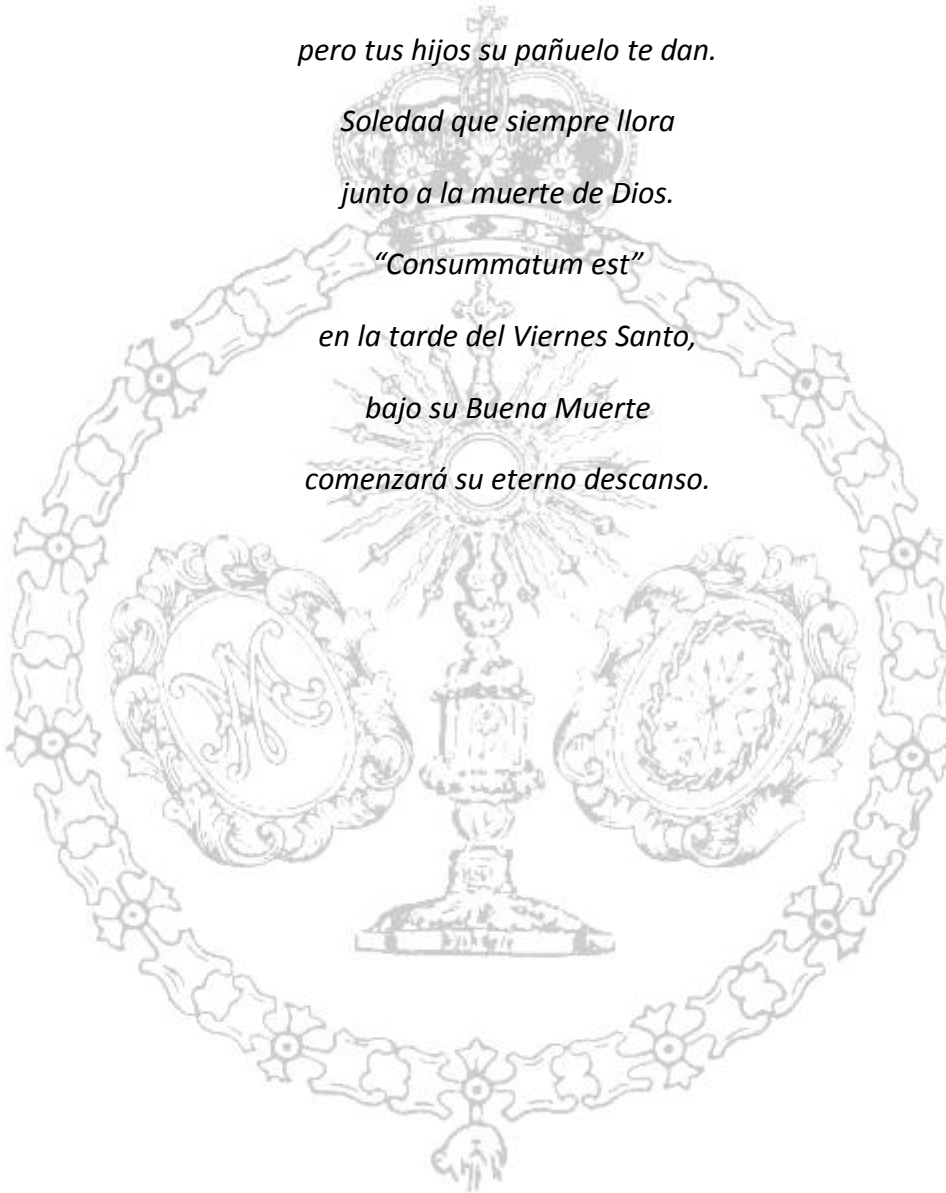 pero tus hijos su pañuelo te dan.
Soledad que siempre llora
junto a la muerte de Dios.
“Consummatum est”
en la tarde del Viernes Santo,
bajo su Buena Muerte
comenzará su eterno descanso.